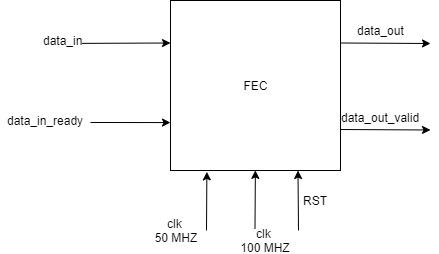 data_in
data_out
FEC
data_in_ready
data_out_valid
RST
clk
50 MHZ
clk
100 MHZ